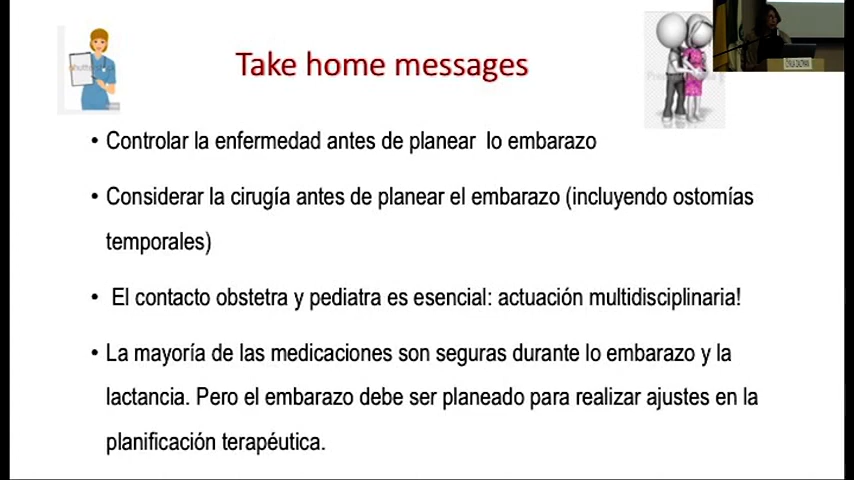 Take home messages
• Controlar la enfermedad antes de planear lo embarazo
• Considerar la cirugía antes de planear el embarazo (incluyendo ostomías
temporales)
• El contacto obstetra y pediatra es esencial: actuación multidisciplinaria!
• La mayoría de las medicaciones son seguras durante lo embarazo y la
lactancia. Pero el embarazo debe ser planeado para realizar ajustes en la
planificación terapéutica.